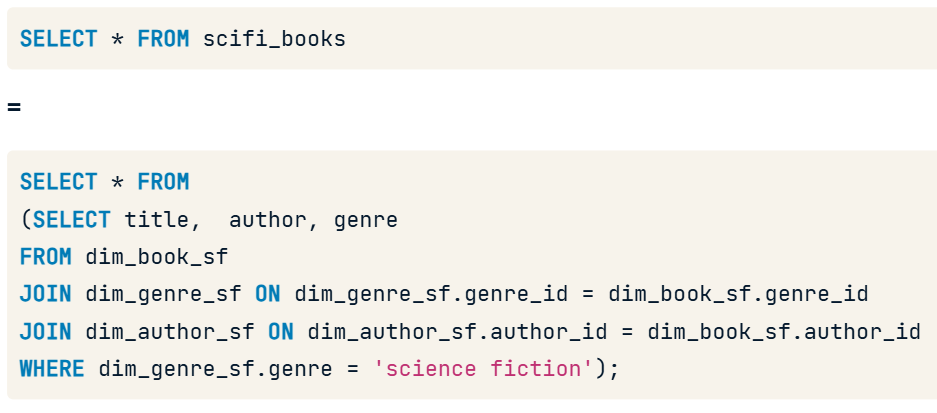 SELECT * FROM scifi_books
=
SELECT * FROM
(SELECT title,  author, genre
FROM dim_book_sf
JOIN dim_genre_sf ON dim_genre_sf.genre_id = dim_book_sf.genre_id
JOIN dim_author_sf ON dim_author_sf.author_id = dim_book_sf.author_id
WHERE dim_genre_sf.genre = 'science fiction');